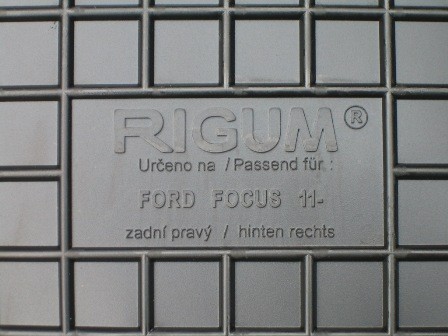 RIGUM®
Určeno na / Passend für :
FORD FOCUS 11-
zadní pravý / hinten rechts